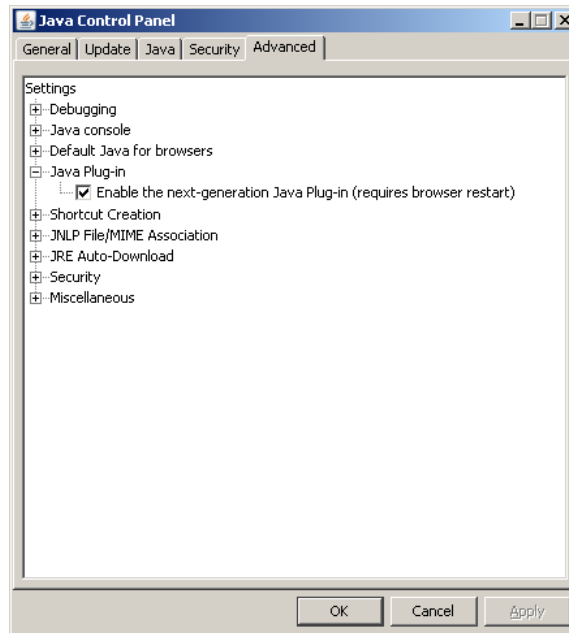 Java Control Panel
General Update Java Security Advanced
Settings
Debugging
Java console
Default Java for browsers
Java Plug-in
Enable the next-generation Java Plug-in (requires browser restart)
Shortcut Creation
JNLP File/MIME Association
JRE Auto-Download
Security
Miscellaneous
OK Cancel Apply